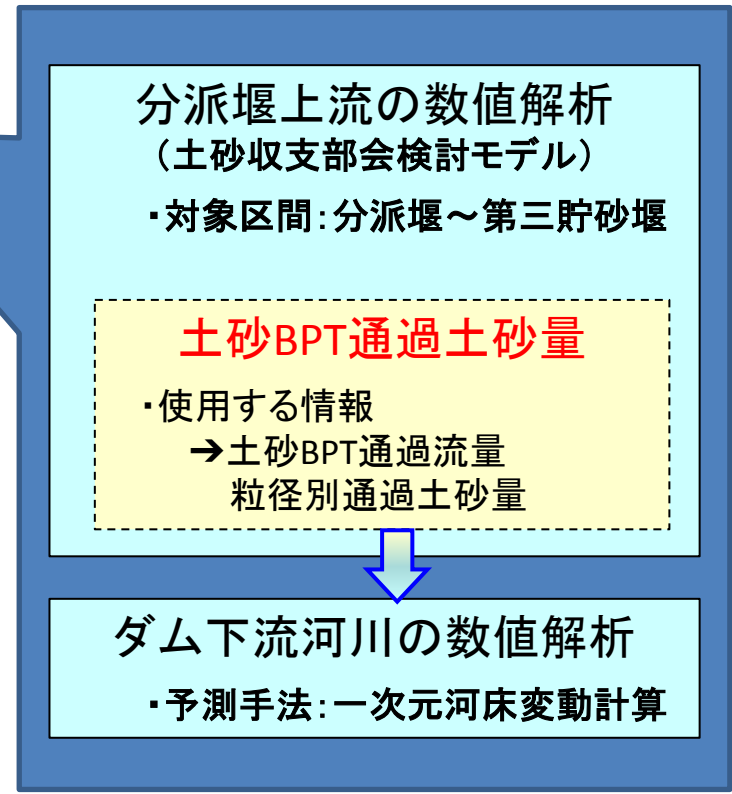 分派堰上流の数値解析
（土砂収支部会検討モデル）
・対象区間：分派堰～第三貯砂堰
土砂BPT通過土砂量
・使用する情報
➔土砂BPT通過流量
粒径別通過土砂量
ダム下流河川の数値解析
・予測手法：一次元河床変動計算